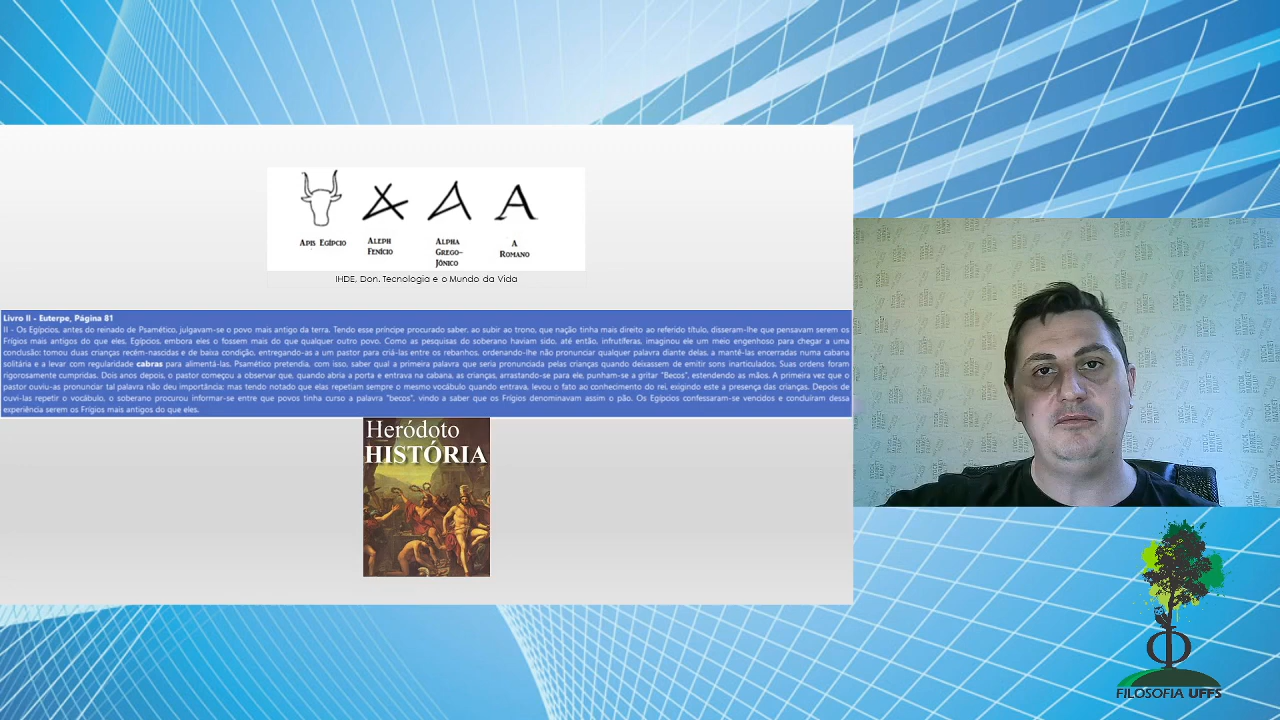 APIS EGÍPCIO
ALEPH
FENÍCIO
ALPHA
GREGO-
JÔNICO
A
ROMANO
IHDE, Don. Tecnologia e o Mundo da Vida
Livro II - Euterpe, Página 81
II - Os Egípcios, antes do reinado de Psamético, julgavam-se o povo mais antigo da terra. Tendo esse príncipe procurado saber, ao subir ao trono, que nação tinha mais direito ao referido título, disseram-lhe que pensavam serem os
Frígios mais antigos do que eles, Egípcios, embora eles o fossem mais do que qualquer outro povo. Como as pesquisas do soberano haviam sido, até então, infrutíferas, imaginou ele um meio engenhoso para chegar a uma
conclusão: tomou duas crianças recém-nascidas e de baixa condição, entregando-as a um pastor para criá-las entre os rebanhos, ordenando-lhe não pronunciar qualquer palavra diante delas, a mantê-las encerradas numa cabana
solitária e a levar com regularidade cabras para alimentá-las. Psamético pretendia, com isso, saber qual a primeira palavra que seria pronunciada pelas crianças quando deixassem de emitir sons inarticulados. Suas ordens foram
rigorosamente cumpridas. Dois anos depois, o pastor começou a observar que, quando abria a porta e entrava na cabana, as crianças, arrastando-se para ele, punham-se a gritar "Becos", estendendo as mãos. A primeira vez que o
pastor ouviu-as pronunciar tal palavra não deu importância; mas tendo notado que elas repetiam sempre o mesmo vocábulo quando entrava, levou o fato ao conhecimento do rei, exigindo este a presença das crianças. Depois de
ouvi-las repetir o vocábulo, o soberano procurou informar-se entre que povos tinha curso a palavra "becos", vindo a saber que os Frígios denominavam assim o pão. Os Egípcios confessaram-se vencidos e concluíram dessa
experiência serem os Frígios mais antigos do que eles.
Heródoto
HISTÓRIA
FILOSOFIA UFFS